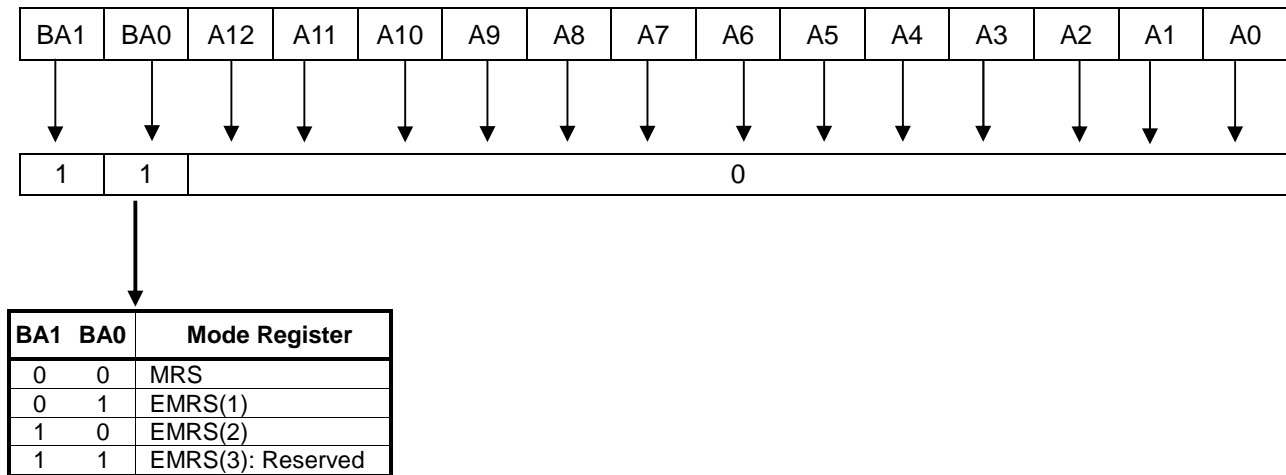 BA1 BA0 A12 A11 A10 A9 A8 A7 A6 A5 A4 A3 A2 A1 A0
1 1 0
BA1 BA0 Mode Register
0 0 MRS
0 1 EMRS(1)
1 0 EMRS(2)
1 1 EMRS(3): Reserved